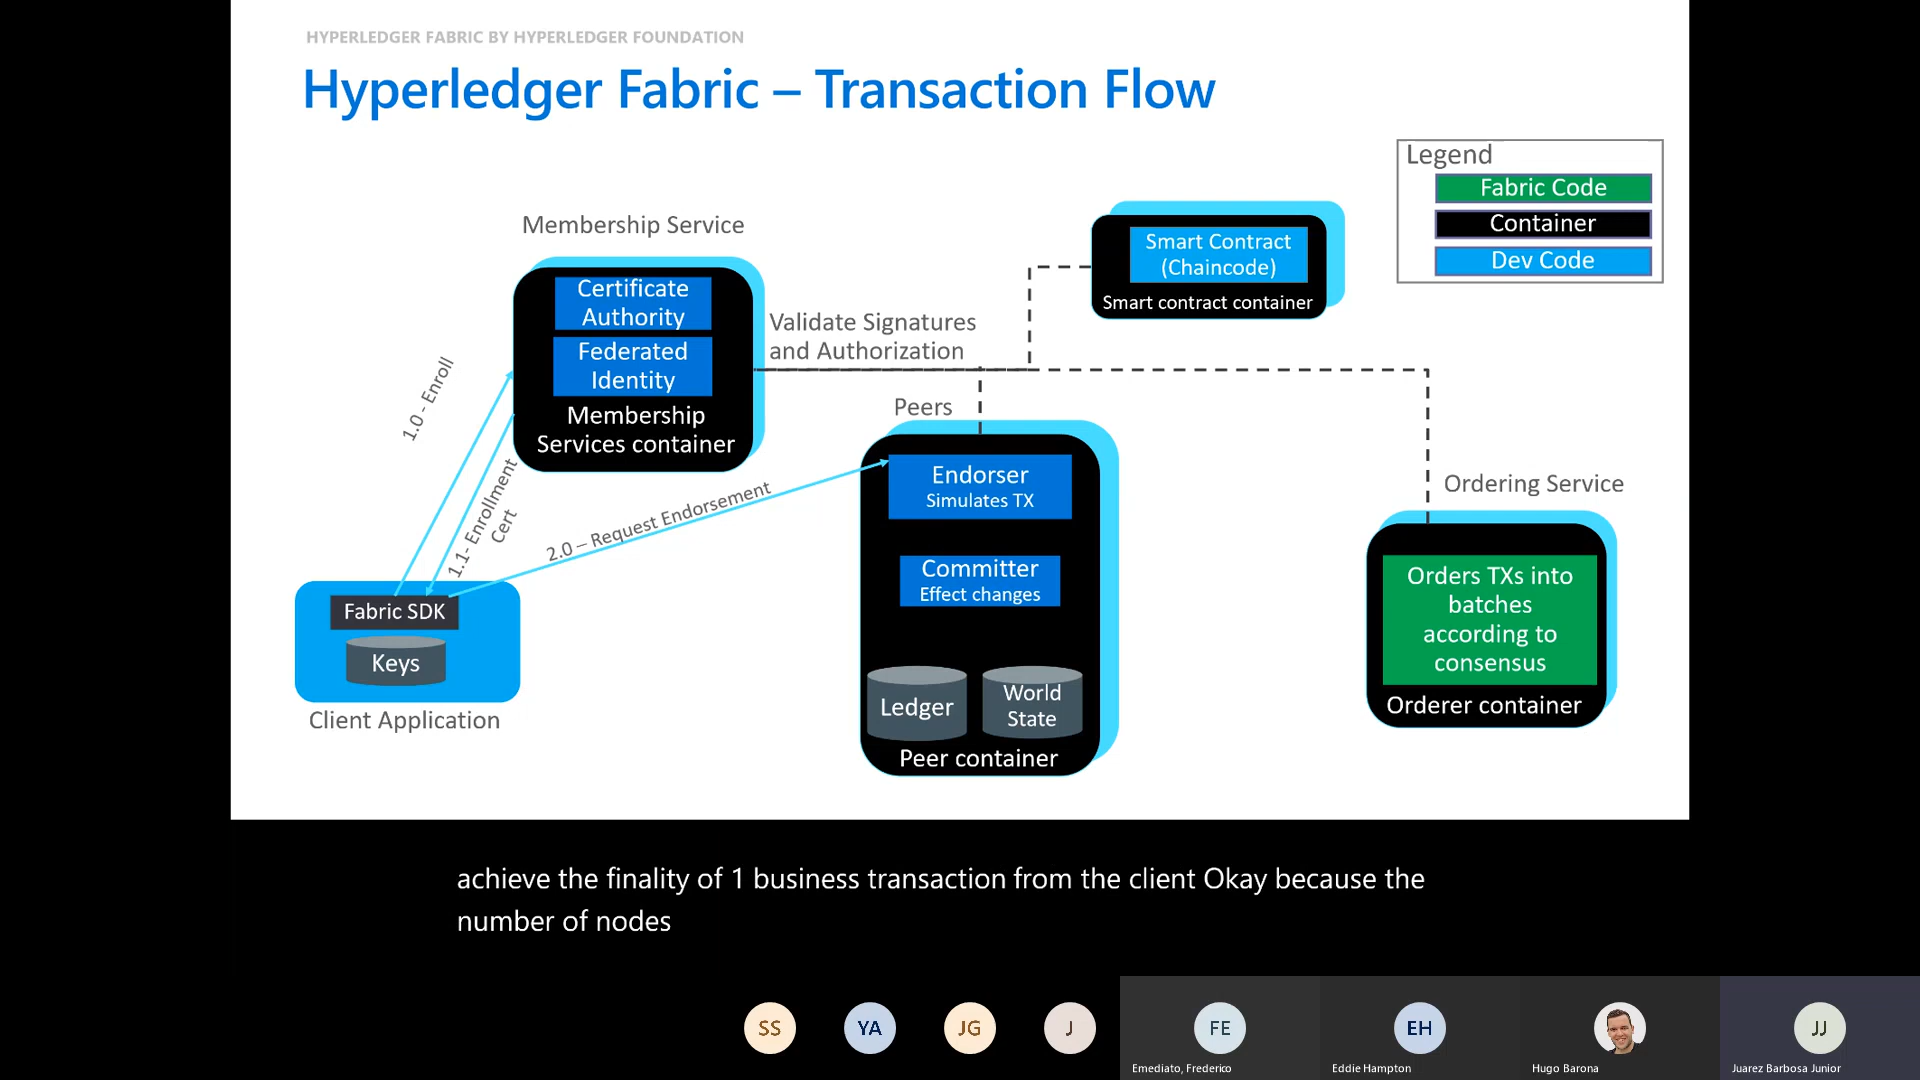 HYPERLEDGER FABRIC BY HYPERLEDGER FOUNDATION
Hyperledger Fabric – Transaction Flow
Legend
Fabric Code
Container
Dev Code
Membership Service
Certificate
Authority
Federated
Identity
Membership
Services container
Validate Signatures
and Authorization
Smart Contract
(Chaincode)
Smart contract container
1.0 - Enroll
1.1- Enrollment
Cert
2.0 – Request Endorsement
Peers
Endorser
Simulates TX
Committer
Effect changes
Ledger
World
State
Peer container
Ordering Service
Orders TXs into
batches
according to
consensus
Orderer container
Fabric SDK
Keys
Client Application
achieve the finality of 1 business transaction from the client Okay because the
number of nodes
SS
YA
JG
J
FE
EH
JJ
Emediato, Frederico
Eddie Hampton
Hugo Barona
Juarez Barbosa Junior